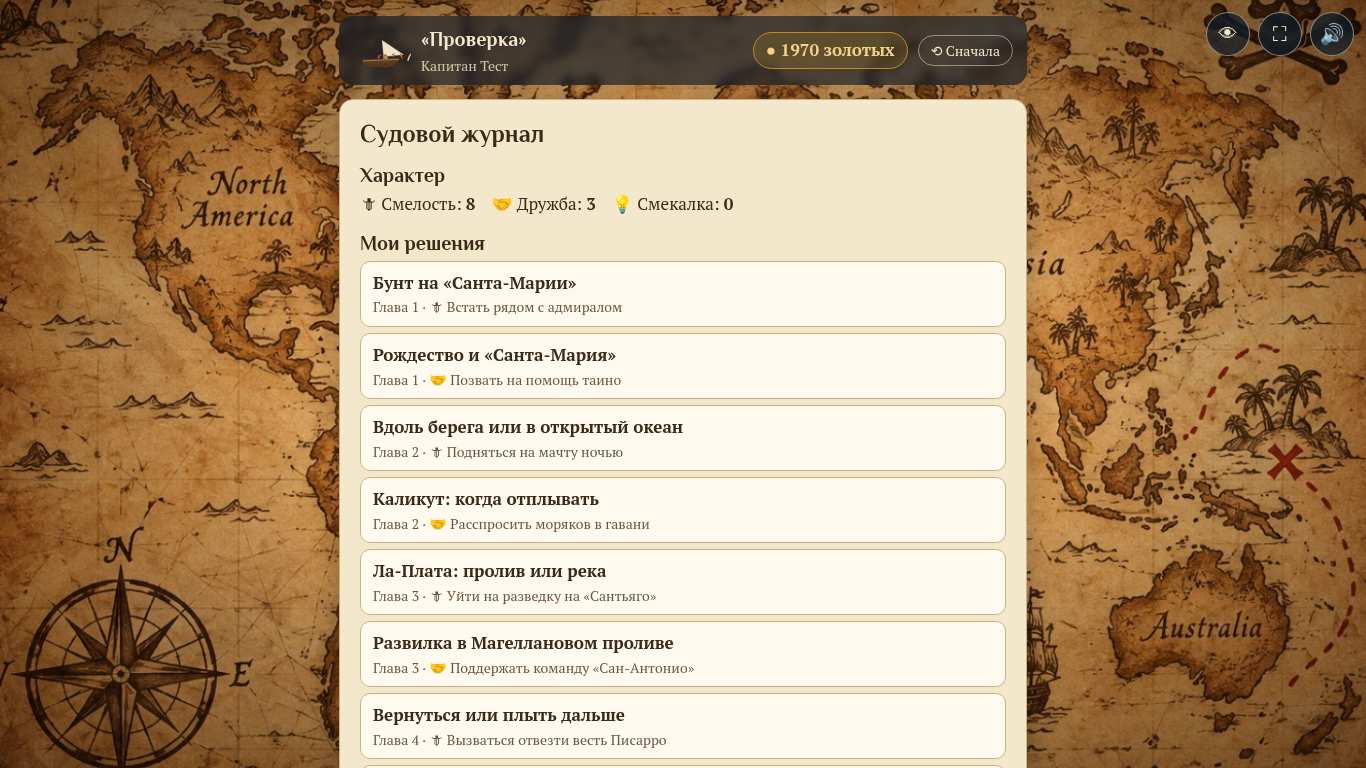 «Проверка»
Капитан Тест
● 1970 золотых
⟲ Сначала
Судовой журнал
Характер
🗡 Смелость: 8 🤝 Дружба: 3 💡 Смекалка: 0
Мои решения
Бунт на «Санта-Марии»
Глава 1 · 🗡 Встать рядом с адмиралом
Рождество и «Санта-Мария»
Глава 1 · 🤝 Позвать на помощь таино
Вдоль берега или в открытый океан
Глава 2 · 🗡 Подняться на мачту ночью
Каликут: когда отплывать
Глава 2 · 🤝 Расспросить моряков в гавани
Ла-Плата: пролив или река
Глава 3 · 🗡 Уйти на разведку на «Сантьяго»
Развилка в Магеллановом проливе
Глава 3 · 🤝 Поддержать команду «Сан-Антонио»
Вернуться или плыть дальше
Глава 4 · 🗡 Вызваться отвезти весть Писарро
North
America
sia
Australia
N
E